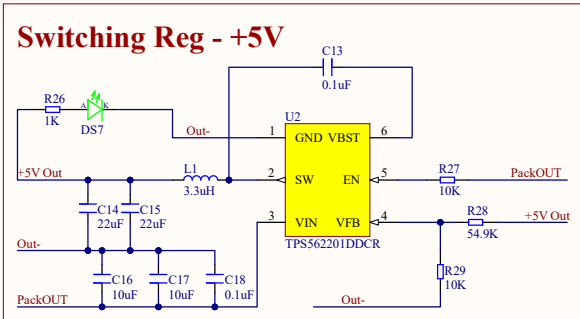 Switching Reg - +5V
C13
0.1uF
R26
1K
A
K
DS7
Out-
U2
1
GND
VBST
6
+5V Out
L1
3.3uH
2
SW
EN
5
R27
10K
PackOUT
C14
22uF
C15
22uF
3
VIN
VFB
4
R28
54.9K
+5V Out
TPS562201DDCR
Out-
C16
10uF
C17
10uF
C18
0.1uF
R29
10K
PackOUT
Out-